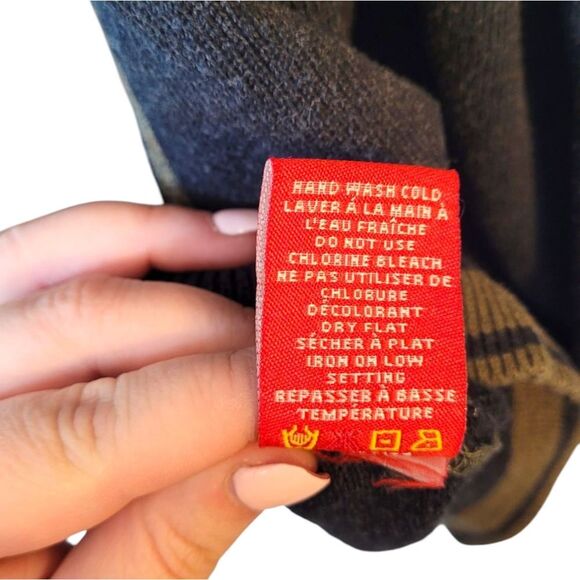 HAND WASH COLD
LAVER Á LA MAIN Á
L'EAU FRAÎCHE
DO NOT USE
CHLORINE BLEACH
NE PAS UTILISER DE
CHLORURE
DÉCOLORANT
DRY FLAT
SÉCHER À PLAT
IRON ON LOW
SETTING
REPASSER À BASSE
TEMPÉRATURE